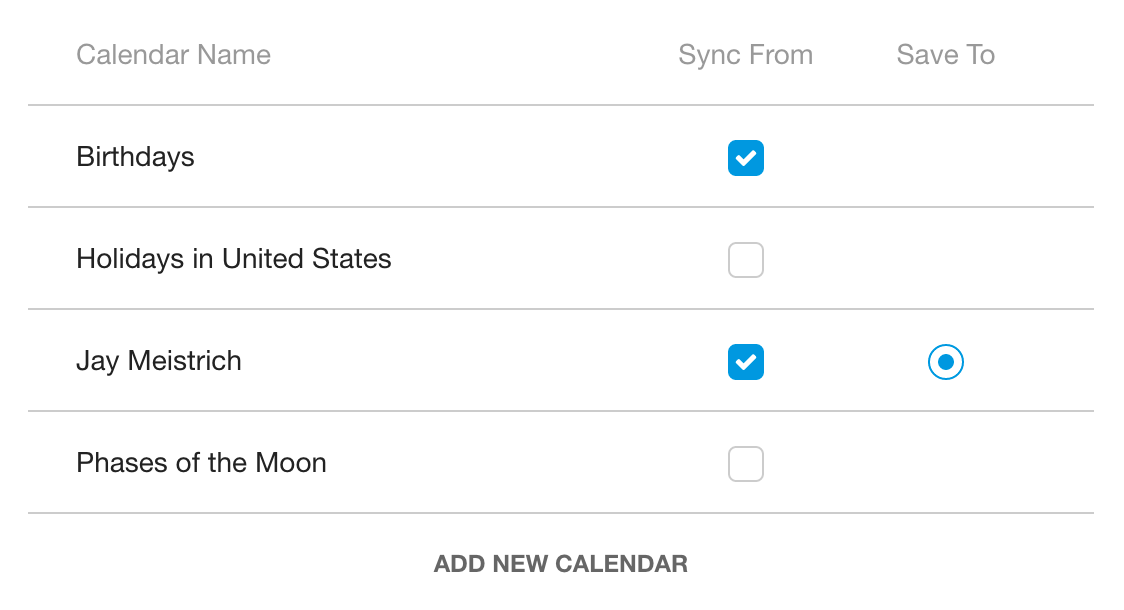 Calendar Name Sync From Save To
Birthdays
Holidays in United States
Jay Meistrich
Phases of the Moon
ADD NEW CALENDAR